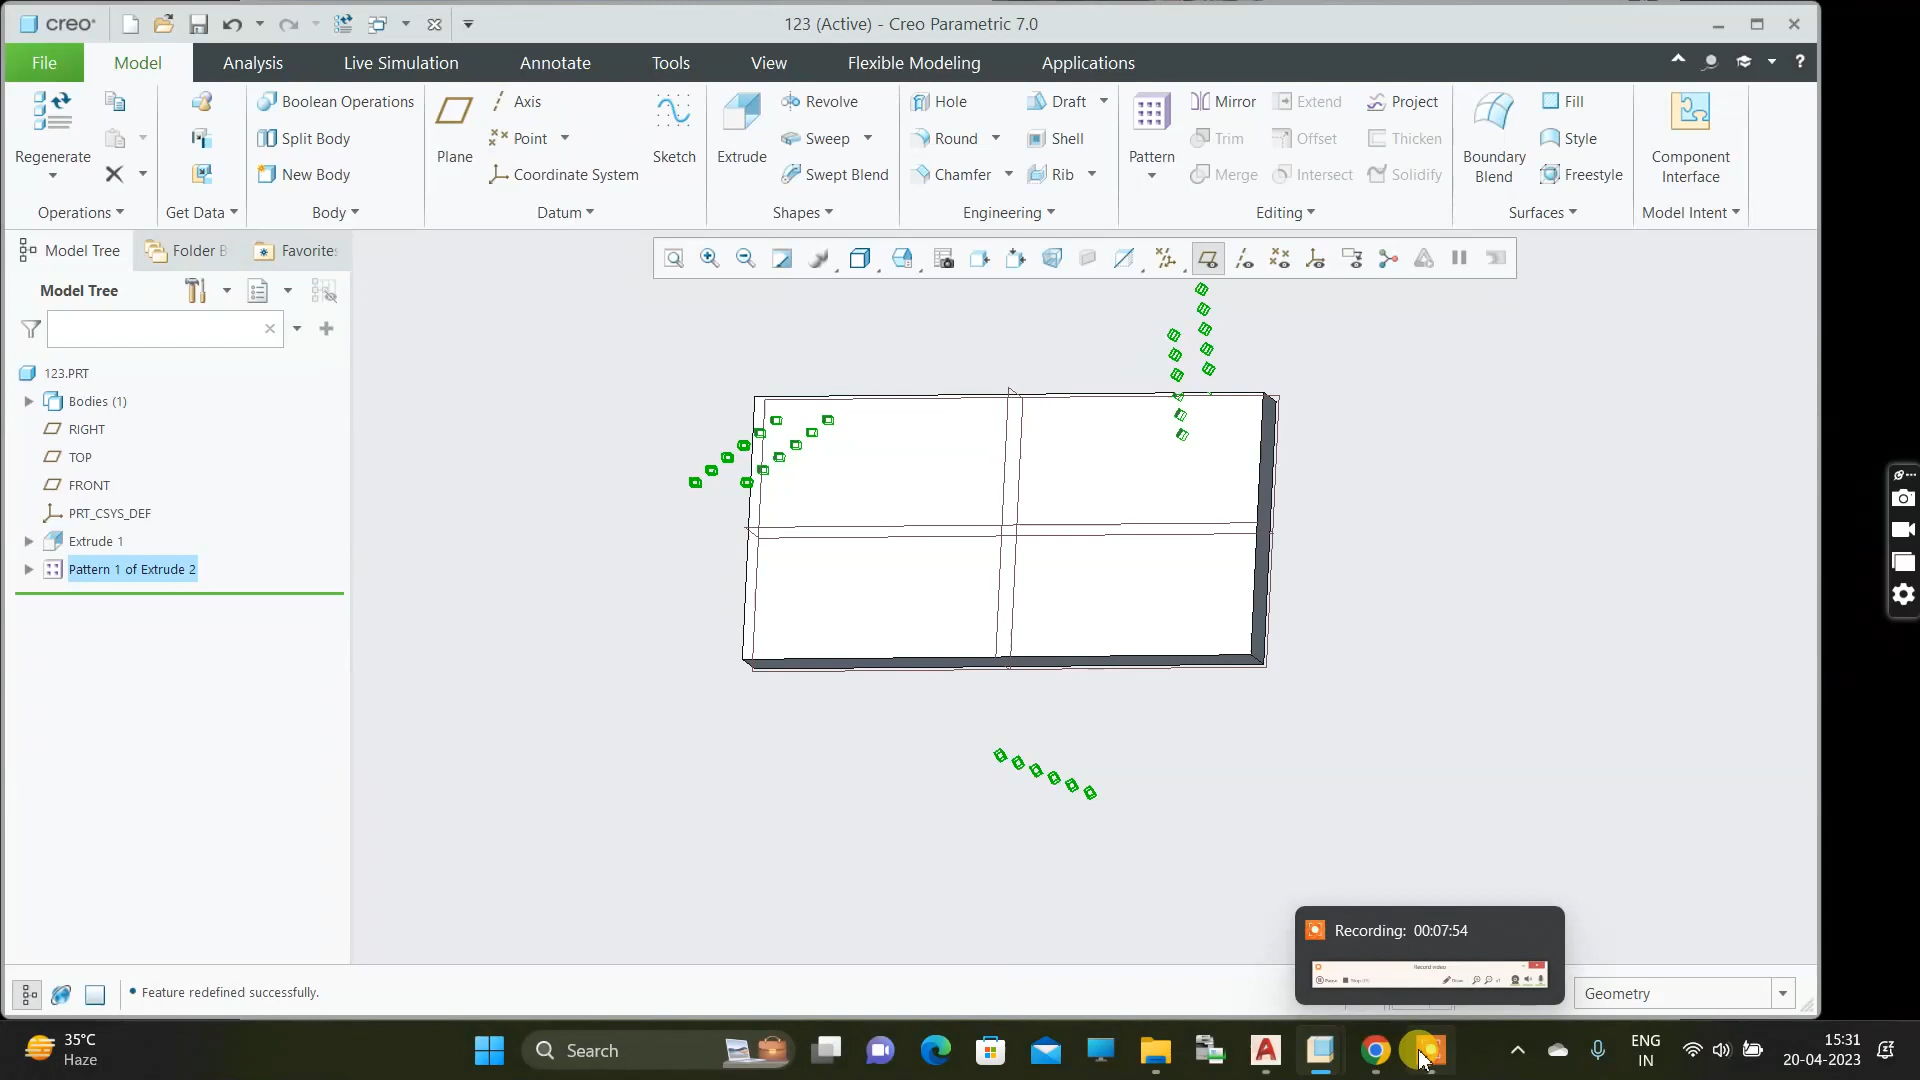 creo 123 (Active) - Creo Parametric 7.0
File Model Analysis Live Simulation Annotate Tools View Flexible Modeling Applications
Boolean Operations Axis Revolve Hole Draft Mirror Extend Project Fill
Split Body Point Sweep Round Shell Trim Offset Thicken Style
Regenerate Plane Sketch Extrude Pattern Boundary Blend Component Interface
New Body Coordinate System Swept Blend Chamfer Rib Merge Intersect Solidify Freestyle
Operations Get Data Body Datum Shapes Engineering Editing Surfaces Model Intent
Model Tree Folder B Favorite
Model Tree
123.PRT
Bodies (1)
RIGHT
TOP
FRONT
PRT_CSYS_DEF
Extrude 1
Pattern 1 of Extrude 2
Recording: 00:07:54
Record video
Feature redefined successfully.
Geometry
35°C
Haze
Search
ENG
IN
15:31
20-04-2023